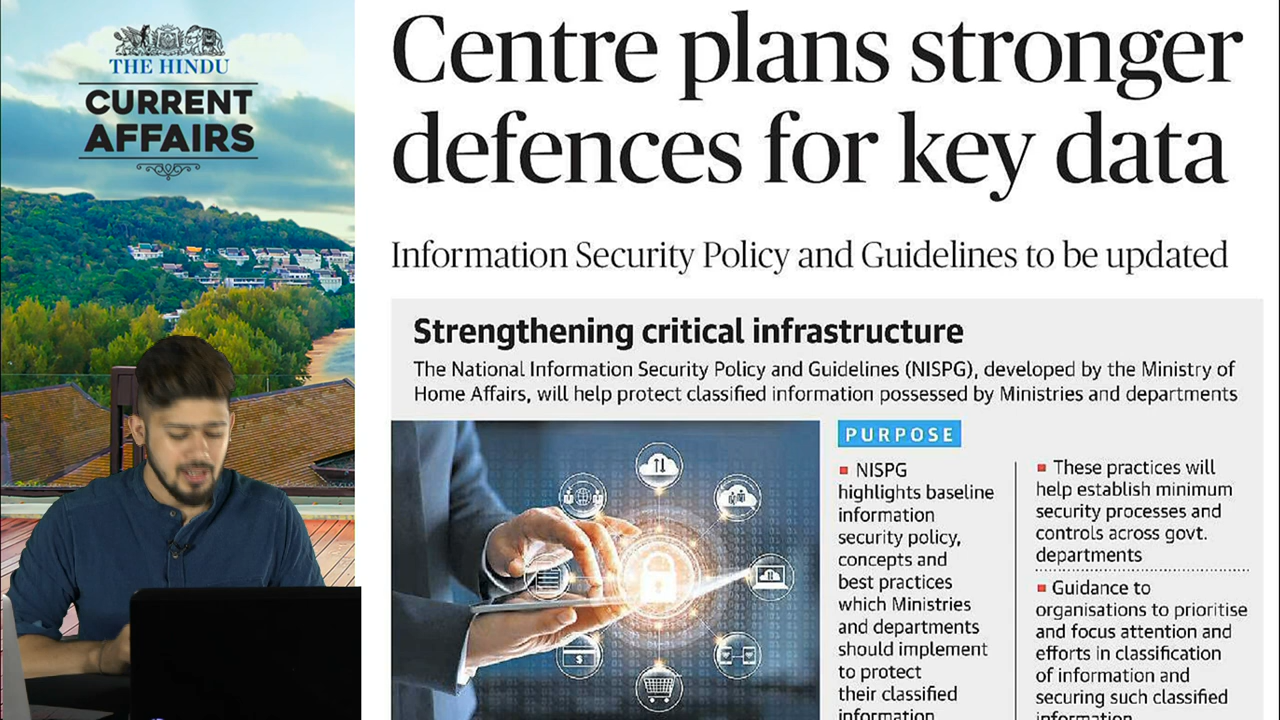 THE HINDU
CURRENT
AFFAIRS
Centre plans stronger
defences for key data
Information Security Policy and Guidelines to be updated
Strengthening critical infrastructure
The National Information Security Policy and Guidelines (NISPG), developed by the Ministry of
Home Affairs, will help protect classified information possessed by Ministries and departments
PURPOSE
NISPG
highlights baseline
information
security policy,
concepts and
best practices
which Ministries
and departments
should implement
to protect
their classified
information
These practices will
help establish minimum
security processes and
controls across govt.
departments
Guidance to
organisations to prioritise
and focus attention and
efforts in classification
of information and
securing such classified
information